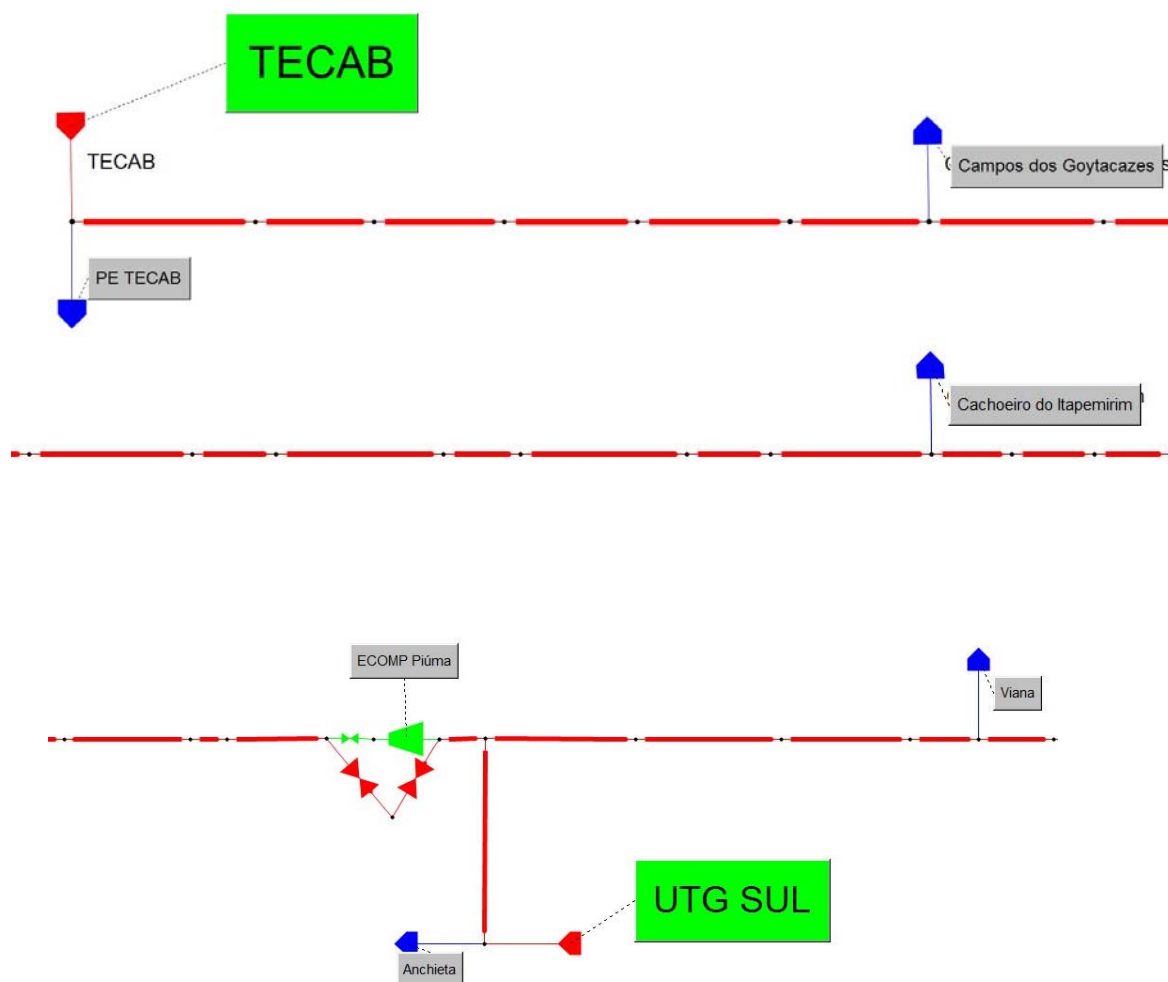 TECAB
TECAB
Campos dos Goytacazes
PE TECAB
Cachoeiro do Itapemirim
ECOMP Piúma
Viana
UTG SUL
Anchieta